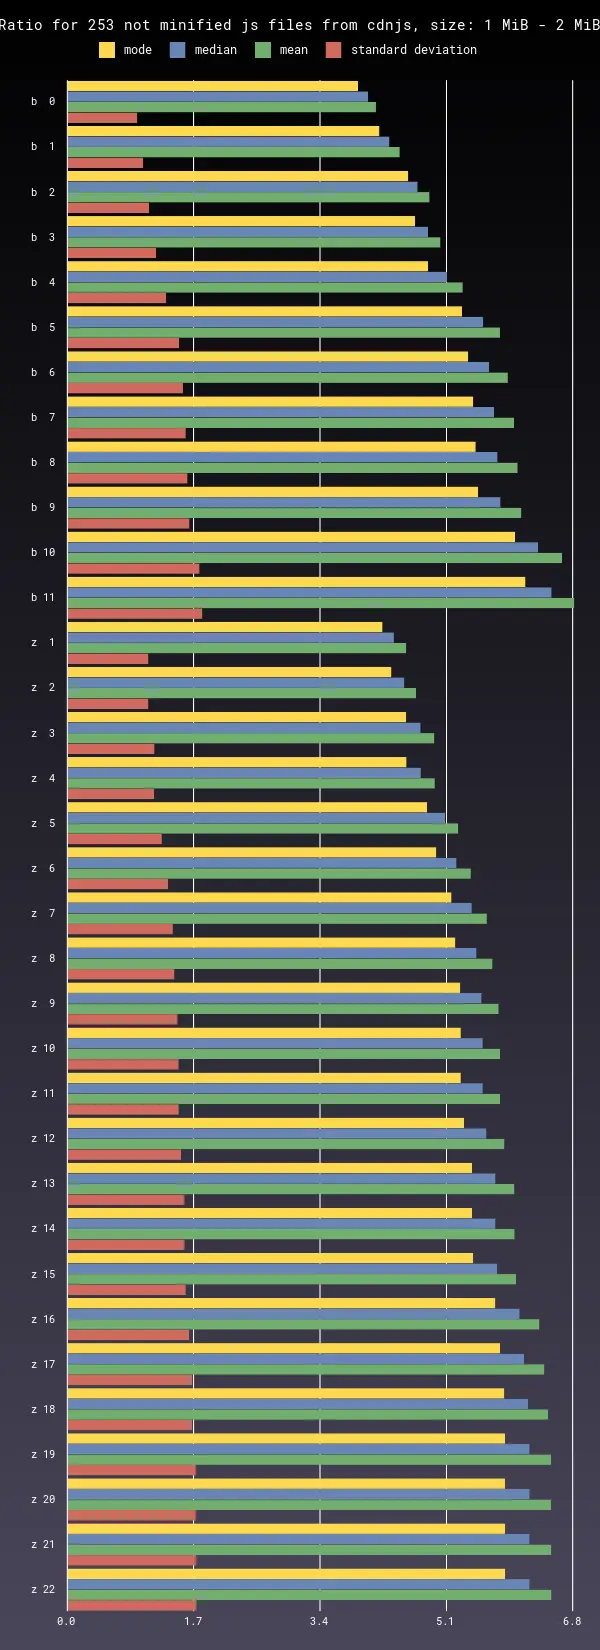 Ratio for 253 not minified js files from cdnjs, size: 1 MiB - 2 MiB
mode median mean standard deviation
b 0
b 1
b 2
b 3
b 4
b 5
b 6
b 7
b 8
b 9
b 10
b 11
z 1
z 2
z 3
z 4
z 5
z 6
z 7
z 8
z 9
z 10
z 11
z 12
z 13
z 14
z 15
z 16
z 17
z 18
z 19
z 20
z 21
z 22
0.0 1.7 3.4 5.1 6.8